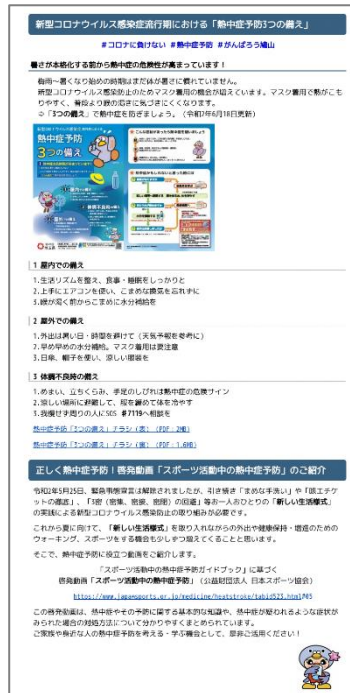 新型コロナウイルス感染症流行期における「熱中症予防3つの備え」
#コロナに負けない #熱中症予防 #がんばろう鳩山
暑さが本格化する前から熱中症の危険性が高まっています！
梅雨~暑くなり始めの時期はまだ体が暑さに慣れていません。
新型コロナウイルス感染防止のためマスク着用の機会が増えています。マスク着用で熱がこも
りやすく、普段より喉の渇きに気づきにくくなります。
⇨「3つの備え」で熱中症を防ぎましょう。（令和2年6月18日更新）
熱中症予防
3つの備え
1 屋内での備え
1.生活リズムを整え、食事・睡眠をしっかりと
2.上手にエアコンを使い、こまめな換気も忘れずに
3.喉が渇く前からこまめに水分補給を
2 屋外での備え
1.外出は暑い日・時間を避けて（天気予報を参考に）
2.早め早めの水分補給。マスク着用は要注意
3.日傘、帽子を使い、涼しい服装を
3 体調不良時の備え
1.めまい、立ちくらみ、手足のしびれは熱中症の危険サイン
2.涼しい場所に避難して、服を緩めて体を冷やす
3.我慢せず周りの人にSOS #7119へ相談を
熱中症予防「3つの備え」チラシ（表）（PDF：2MB）
熱中症予防「3つの備え」チラシ（裏）（PDF：1.6MB）
正しく熱中症予防！啓発動画「スポーツ活動中の熱中症予防」のご紹介
令和2年5月25日、緊急事態宣言は解除されましたが、引き続き「まめな手洗い」や「咳エチケ
ットの徹底」、「3密（密集、密接、密閉）の回避」等お一人おひとりの「新しい生活様式」
の実践による新型コロナウイルス感染防止の取り組みが必要です。
これから夏に向けて、「新しい生活様式」を取り入れながらの外出や健康保持・増進のための
ウォーキング、スポーツをする機会も少しずつ増えてくることと思います。
そこで、熱中症予防に役立つ動画をご紹介します。
「スポーツ活動中の熱中症予防ガイドブック」に基づく
啓発動画「スポーツ活動中の熱中症予防」（公益財団法人 日本スポーツ協会）
https://www.japan-sports.or.jp/medicine/heatstroke/tabid523.html#05
この啓発動画は、熱中症やその予防に関する基本的な知識や、熱中症が疑われるような症状が
みられた場合の対処方法について分かりやすくまとめられています。
ご家族や身近な人の熱中症予防を考える・学ぶ機会として、是非ご活用ください！